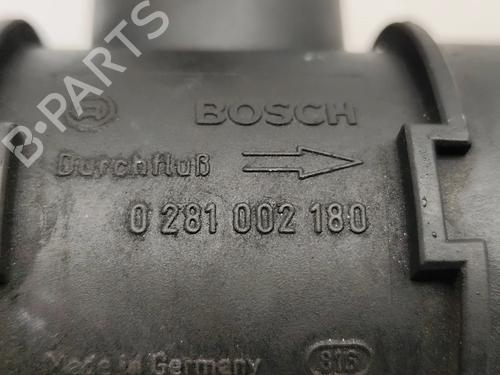 B-PARTS
BOSCH
Durchfluß
0 281 002 180
Made in Germany
816